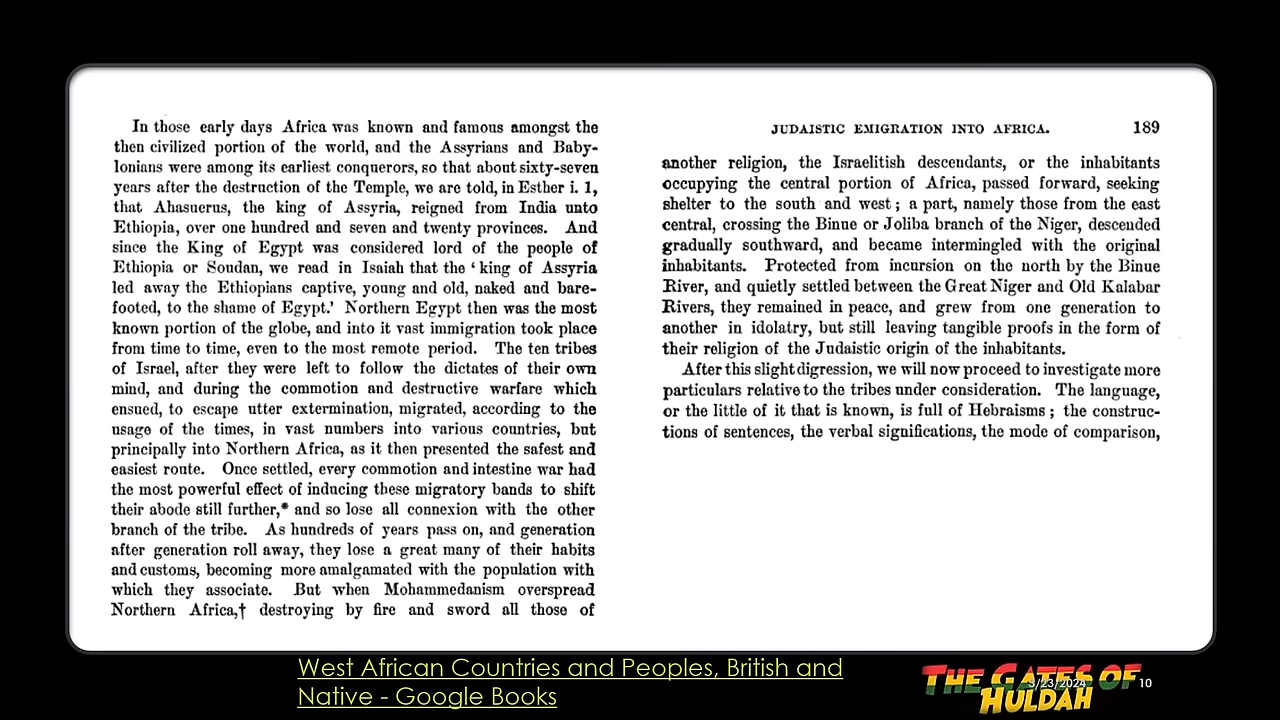 In those early days Africa was known and famous amongst the
then civilized portion of the world, and the Assyrians and Baby-
lonians were among its earliest conquerors, so that about sixty-seven
years after the destruction of the Temple, we are told, in Esther i. 1,
that Ahasuerus, the king of Assyria, reigned from India unto
Ethiopia, over one hundred and seven and twenty provinces. And
since the King of Egypt was considered lord of the people of
Ethiopia or Soudan, we read in Isaiah that the ‘king of Assyria
led away the Ethiopians captive, young and old, naked and bare-
footed, to the shame of Egypt.’ Northern Egypt then was the most
known portion of the globe, and into it vast immigration took place
from time to time, even to the most remote period. The ten tribes
of Israel, after they were left to follow the dictates of their own
mind, and during the commotion and destructive warfare which
ensued, to escape utter extermination, migrated, according to the
usage of the times, in vast numbers into various countries, but
principally into Northern Africa, as it then presented the safest and
easiest route. Once settled, every commotion and intestine war had
the most powerful effect of inducing these migratory bands to shift
their abode still further,* and so lose all connexion with the other
branch of the tribe. As hundreds of years pass on, and generation
after generation roll away, they lose a great many of their habits
and customs, becoming more amalgamated with the population with
which they associate. But when Mohammedanism overspread
Northern Africa,† destroying by fire and sword all those of
JUDAISTIC EMIGRATION INTO AFRICA. 189
another religion, the Israelitish descendants, or the inhabitants
occupying the central portion of Africa, passed forward, seeking
shelter to the south and west; a part, namely those from the east
central, crossing the Binue or Joliba branch of the Niger, descended
gradually southward, and became intermingled with the original
inhabitants. Protected from incursion on the north by the Binue
River, and quietly settled between the Great Niger and Old Kalabar
Rivers, they remained in peace, and grew from one generation to
another in idolatry, but still leaving tangible proofs in the form of
their religion of the Judaistic origin of the inhabitants.
After this slight digression, we will now proceed to investigate more
particulars relative to the tribes under consideration. The language,
or the little of it that is known, is full of Hebraisms; the construc-
tions of sentences, the verbal significations, the mode of comparison,
West African Countries and Peoples, British and
Native - Google Books
THE GATES OF
HULDAH
3/23/2024
10